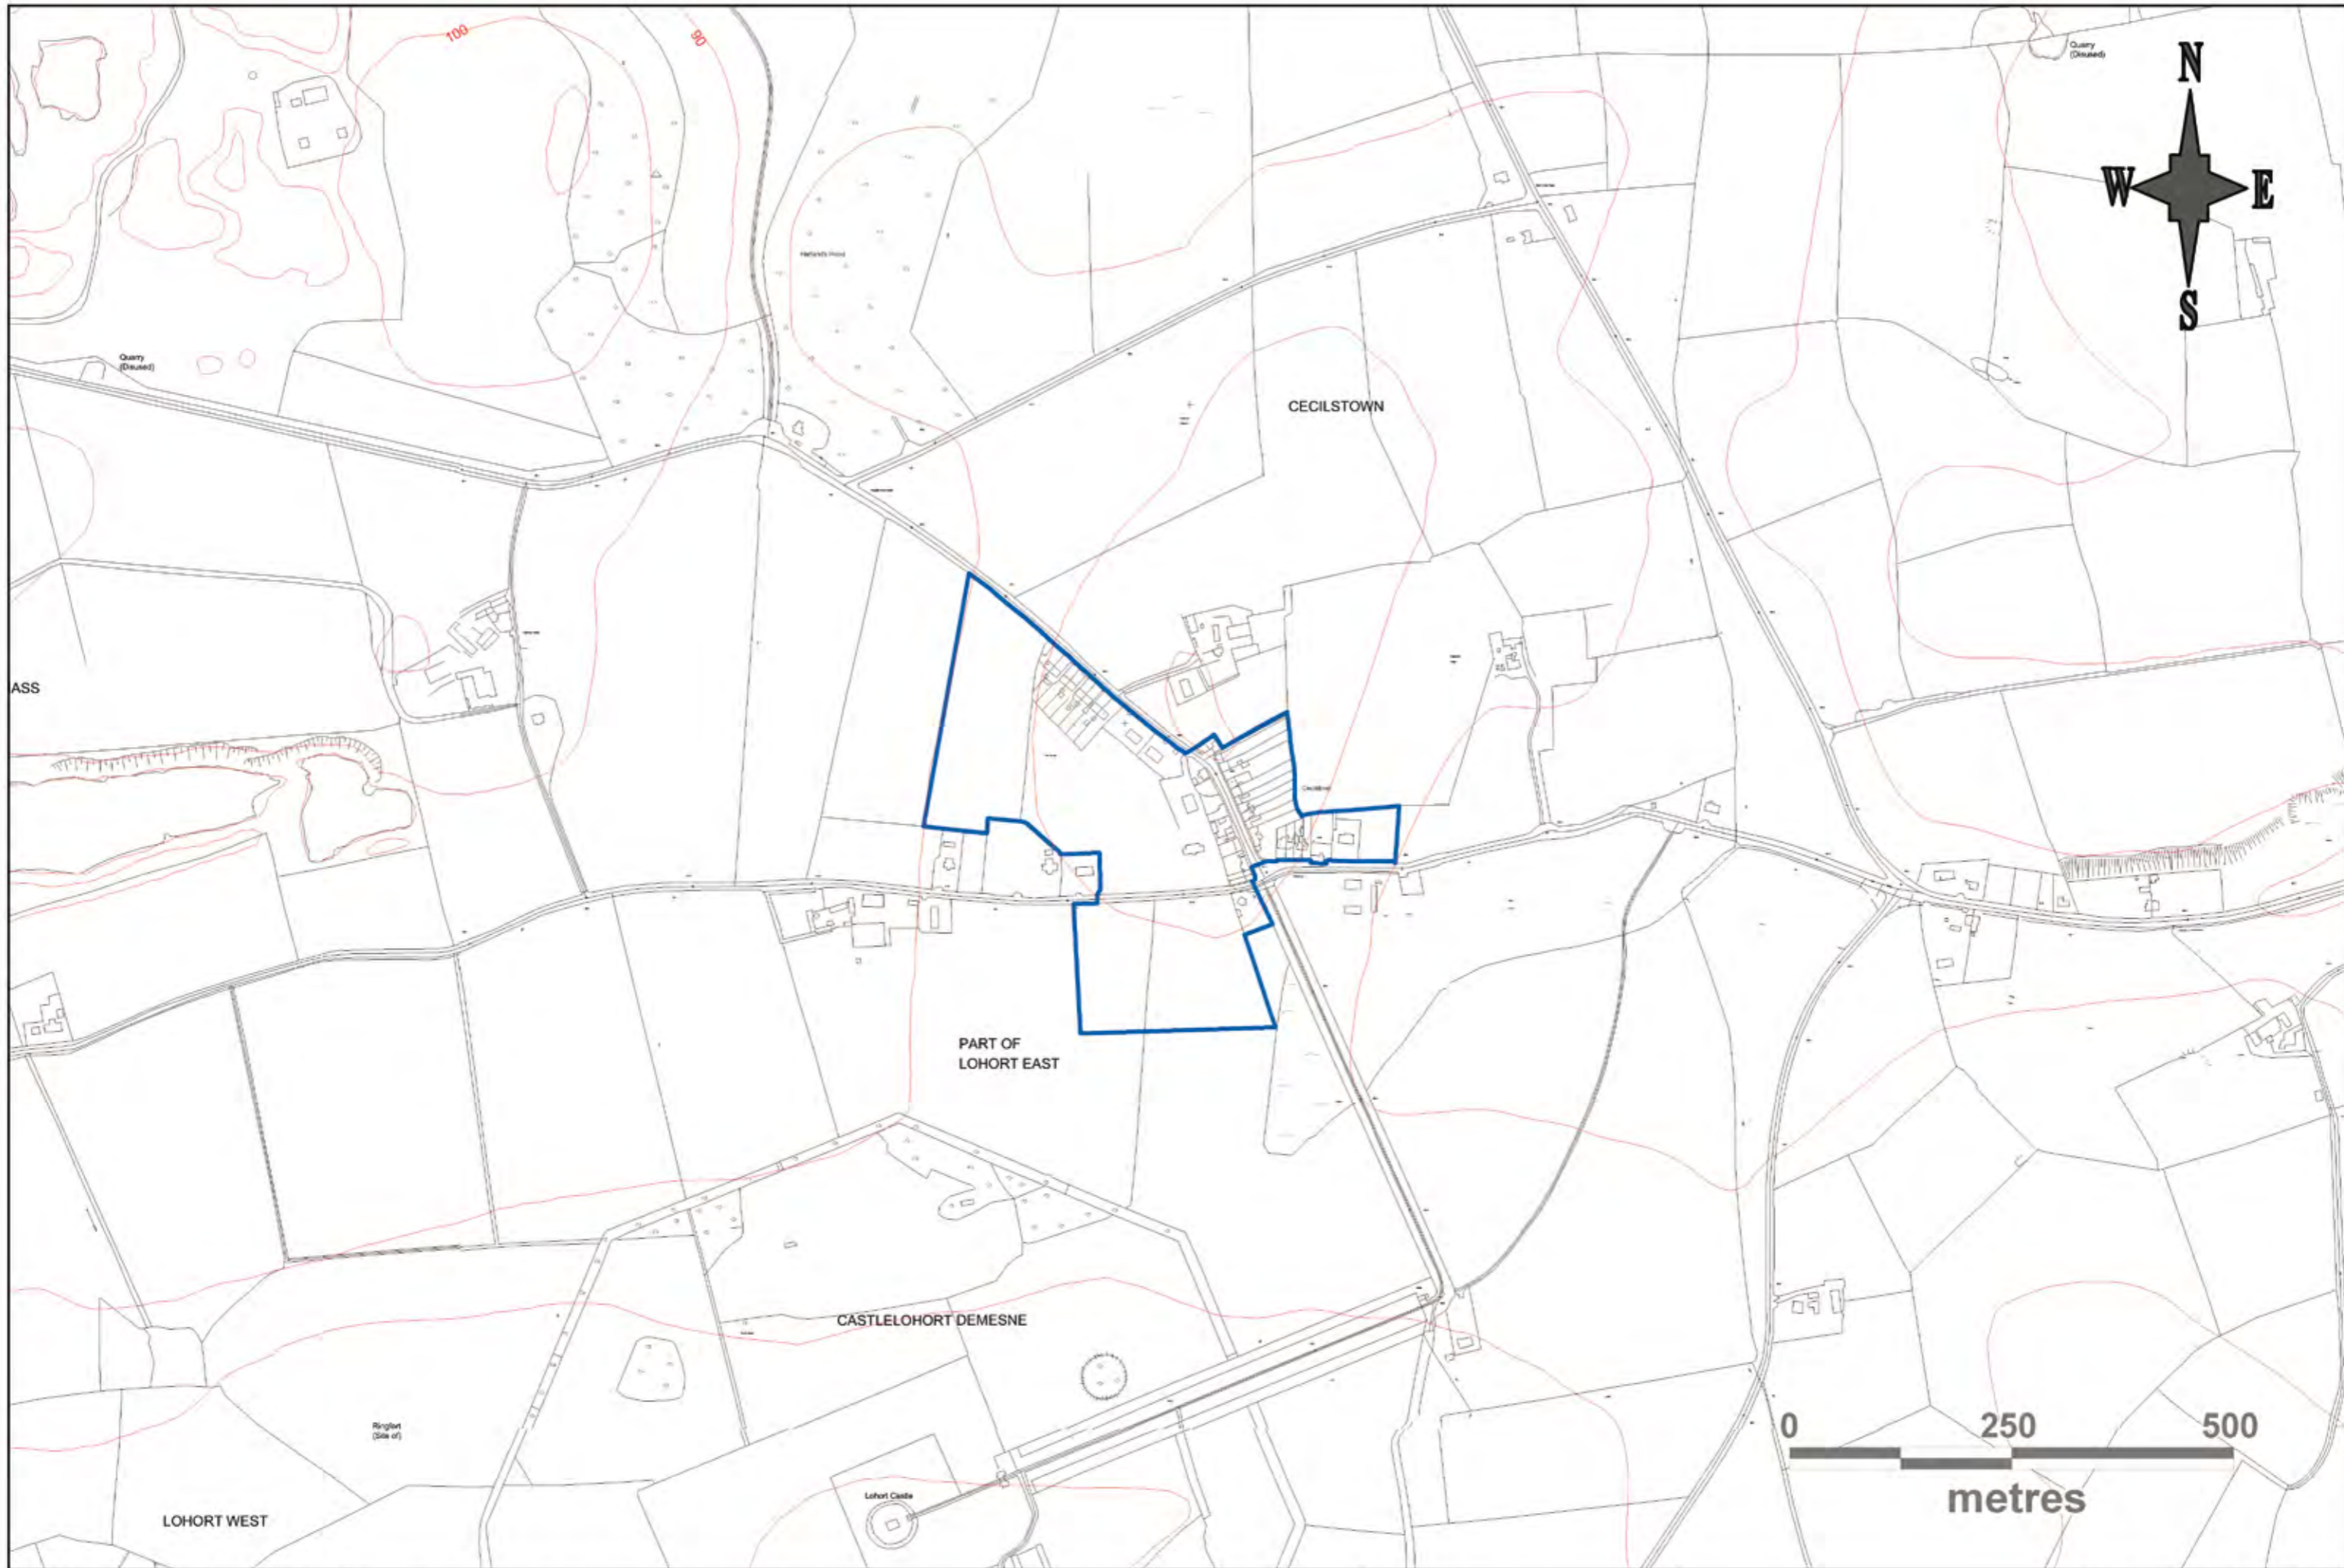 100
90
Quarry
(Disused)
N
W E
S
Quarry
(Disused)
CECILSTOWN
ASS
Cecilstown
PART OF
LOHORT EAST
CASTLELOHORT DEMESNE
Ringfort
(Site of)
Lohort Castle
LOHORT WEST
0 250 500
metres